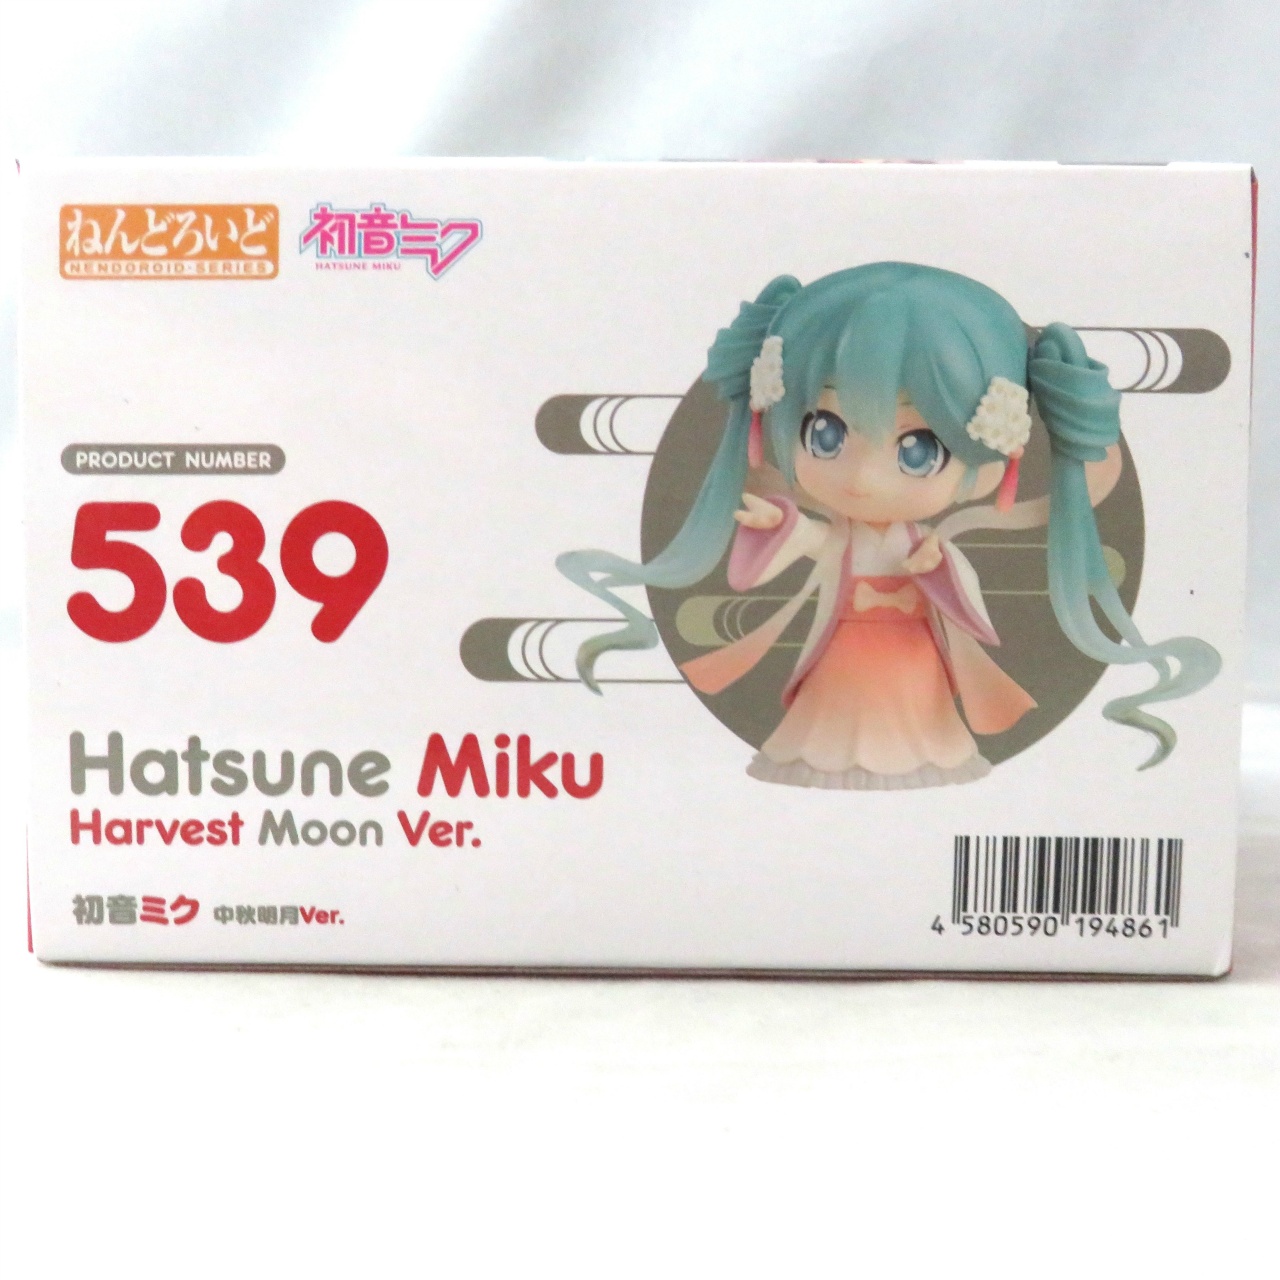 ねんどろいど
NENDOROID·SERIES
初音ミク
HATSUNE MIKU
PRODUCT NUMBER
539
Hatsune Miku
Harvest Moon Ver.
初音ミク 中秋明月Ver.
4 580590 194861